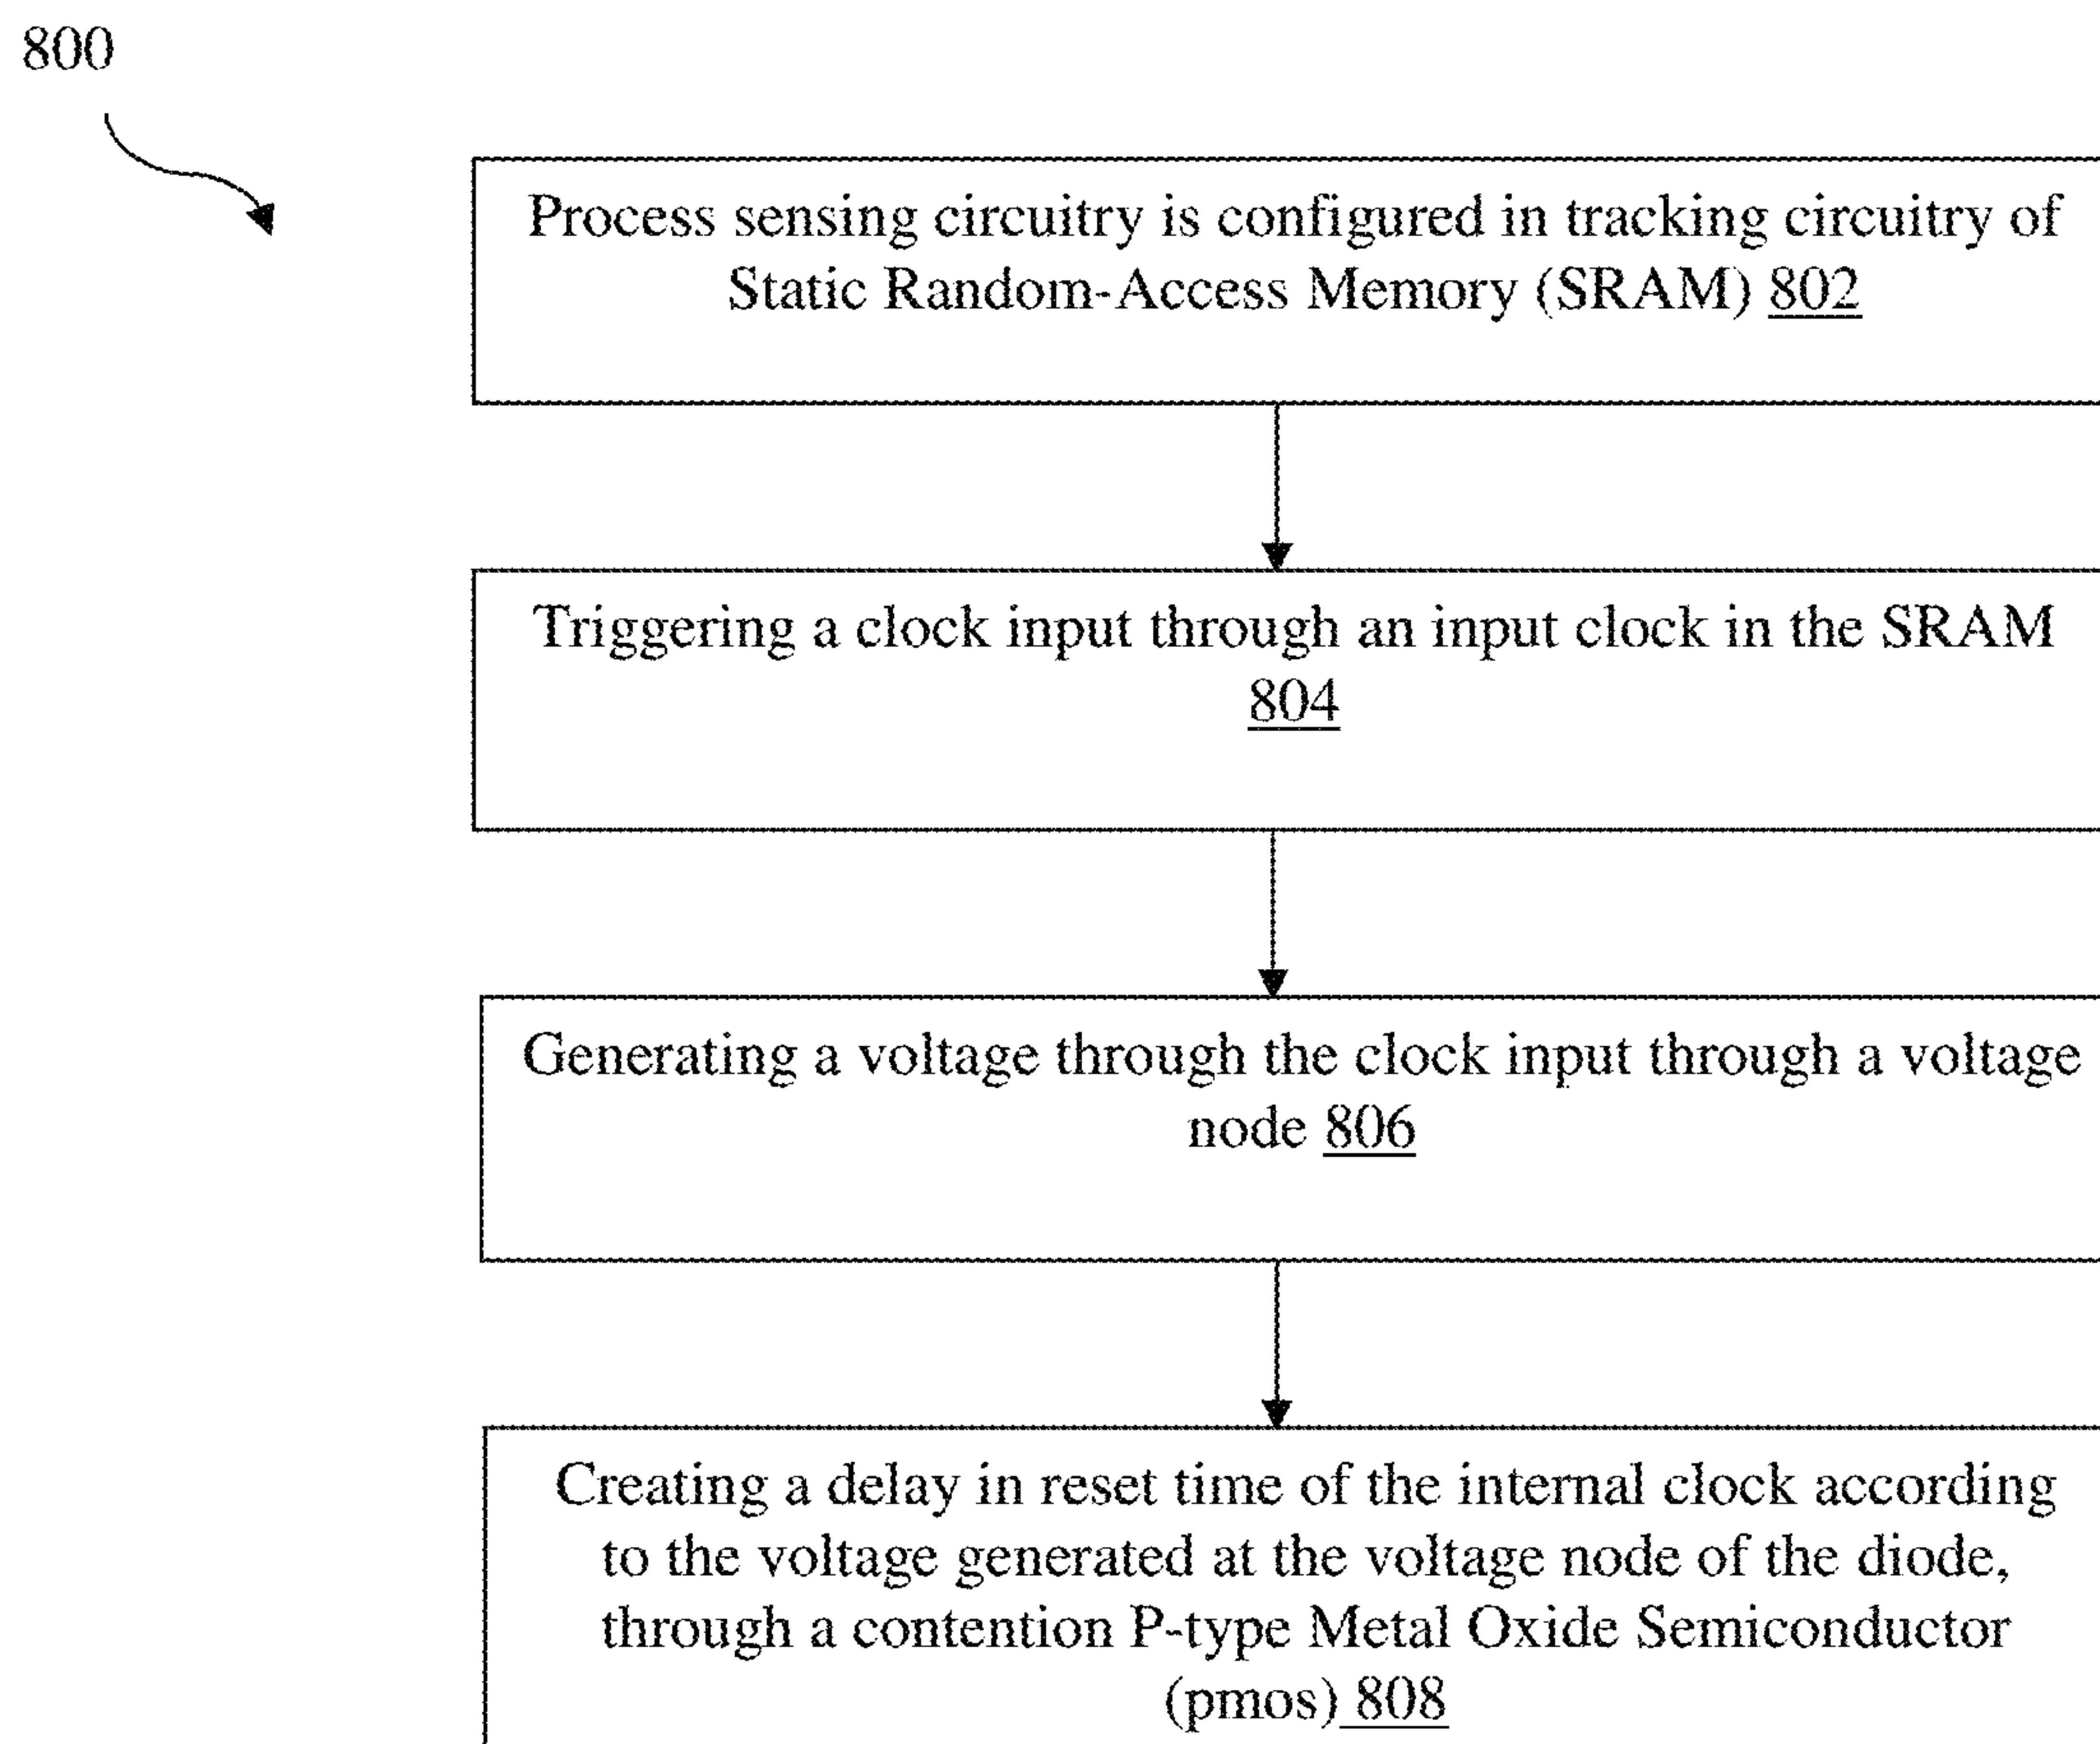 800
Process sensing circuitry is configured in tracking circuitry of
Static Random-Access Memory (SRAM) 802
Triggering a clock input through an input clock in the SRAM
804
Generating a voltage through the clock input through a voltage
node 806
Creating a delay in reset time of the internal clock according
to the voltage generated at the voltage node of the diode,
through a contention P-type Metal Oxide Semiconductor
(pmos) 808